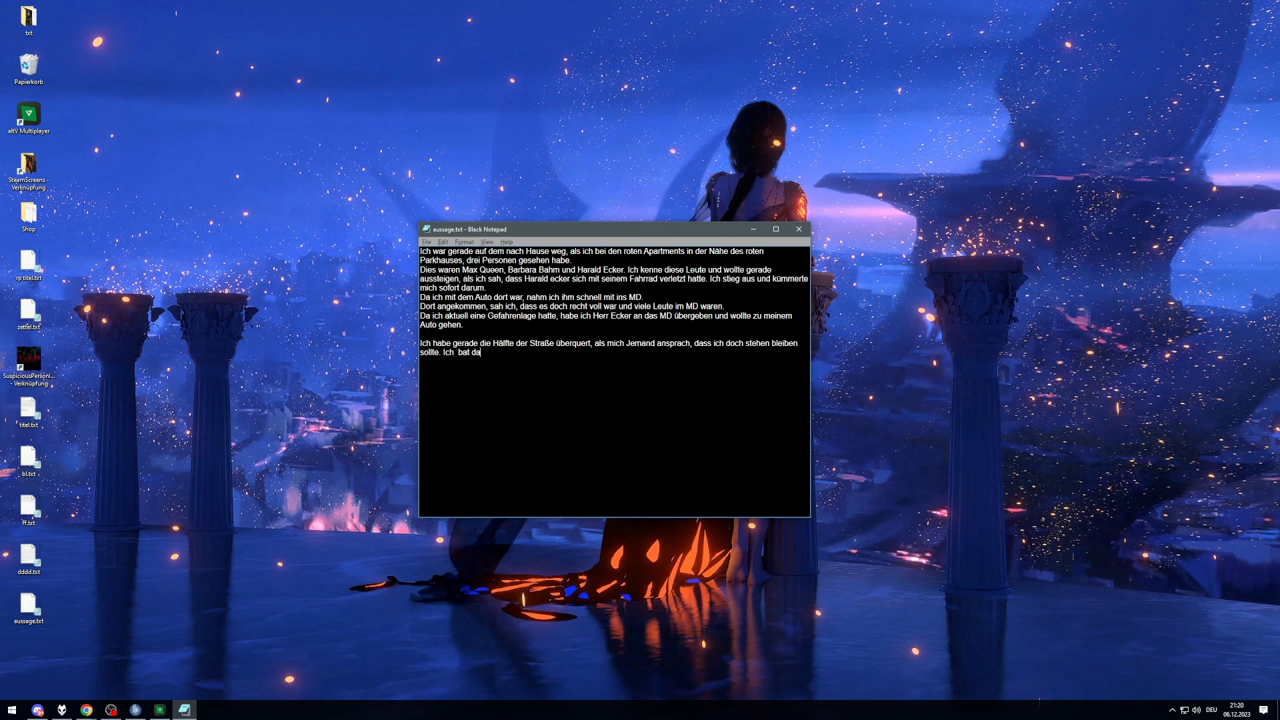 txt
Papierkorb
altV Multiplayer
SteamScreens -
Verknüpfung
Shop
rp titel.txt
zettel.txt
SuspiciousPersonl...
- Verknüpfung
titel.txt
bl.txt
ff.txt
dddd.txt
aussage.txt
aussage.txt - Black Notepad
File Edit Format View Help
Ich war gerade auf dem nach Hause weg, als ich bei den roten Apartments in der Nähe des roten
Parkhauses, drei Personen gesehen habe.
Dies waren Max Queen, Barbara Bahm und Harald Ecker. Ich kenne diese Leute und wollte gerade
aussteigen, als ich sah, dass Harald ecker sich mit seinem Fahrrad verletzt hatte. Ich stieg aus und kümmerte
mich sofort darum.
Da ich mit dem Auto dort war, nahm ich ihm schnell mit ins MD.
Dort angekommen, sah ich, dass es doch recht voll war und viele Leute im MD waren.
Da ich aktuell eine Gefahrenlage hatte, habe ich Herr Ecker an das MD übergeben und wollte zu meinem
Auto gehen.
Ich habe gerade die Hälfte der Straße überquert, als mich Jemand ansprach, dass ich doch stehen bleiben
sollte. Ich  bat da
DEU
21:20
06.12.2023